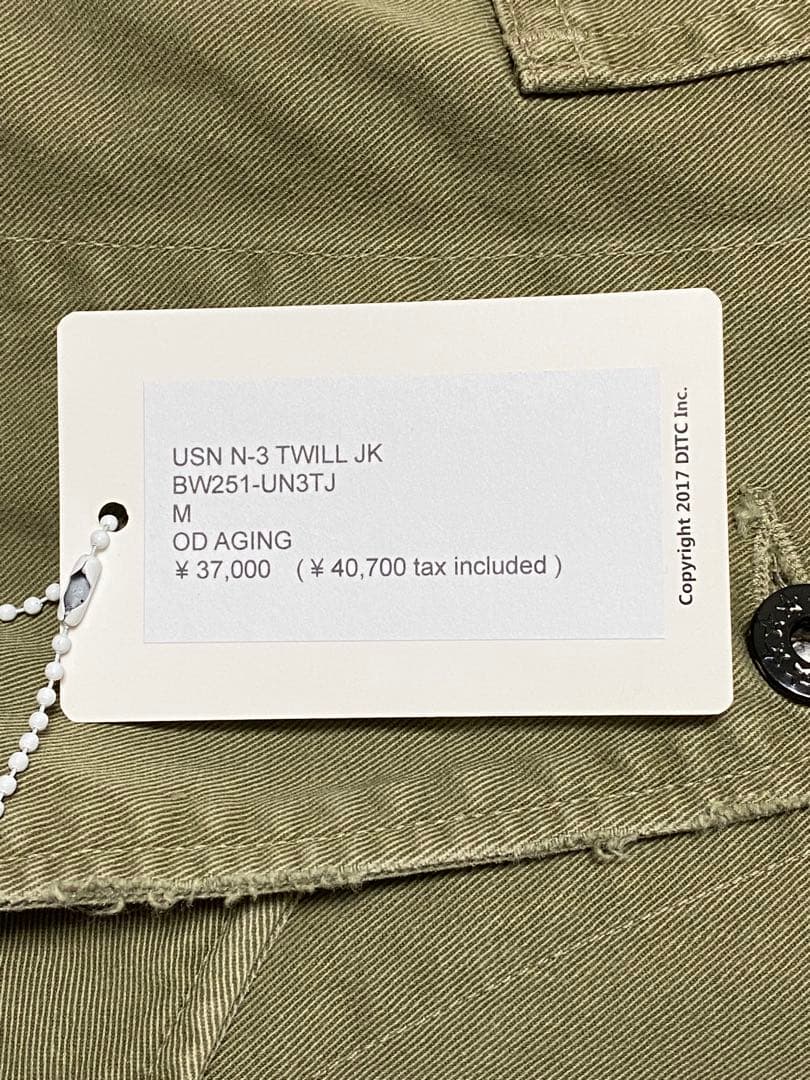 USN N-3 TWILL JK
BW251-UN3TJ
M
OD AGING
¥ 37,000 (¥ 40,700 tax included )
Copyright 2017 DITC Inc.